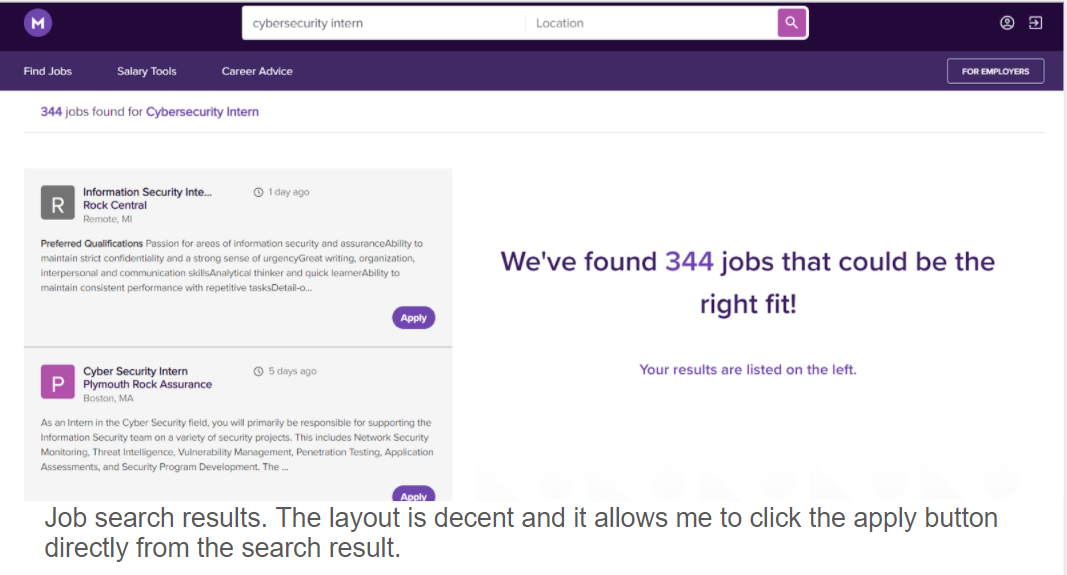 M
cybersecurity intern
Location
Find Jobs
Salary Tools
Career Advice
FOR EMPLOYERS
344 jobs found for Cybersecurity Intern
R
Information Security Inte...
1 day ago
Rock Central
Remote, MI
Preferred Qualifications Passion for areas of information security and assuranceAbility to
maintain strict confidentiality and a strong sense of urgencyGreat writing, organization,
interpersonal and communication skillsAnalytical thinker and quick learnerAbility to
maintain consistent performance with repetitive tasksDetail-o...
Apply
P
Cyber Security Intern
5 days ago
Plymouth Rock Assurance
Boston, MA
As an Intern in the Cyber Security field, you will primarily be responsible for supporting the
Information Security team on a variety of security projects. This includes Network Security
Monitoring, Threat Intelligence, Vulnerability Management, Penetration Testing, Application
Assessments, and Security Program Development. The ...
Apply
We've found 344 jobs that could be the
right fit!
Your results are listed on the left.
Job search results. The layout is decent and it allows me to click the apply button
directly from the search result.